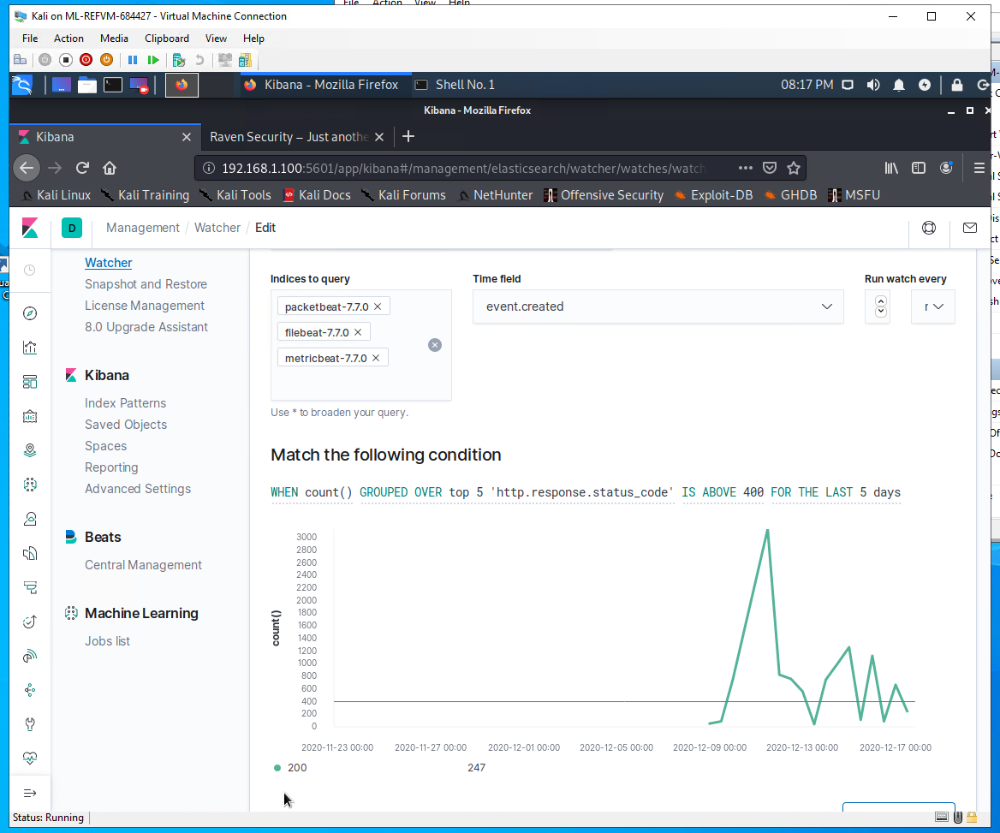 File Action View Help
Kali on ML-REFVM-684427 - Virtual Machine Connection
File Action Media Clipboard View Help
Kibana - Mozilla Firefox Shell No. 1 08:17 PM
Kibana - Mozilla Firefox
Kibana Raven Security – Just anothe
192.168.1.100:5601/app/kibana#/management/elasticsearch/watcher/watches/watch
Kali Linux Kali Training Kali Tools Kali Docs Kali Forums NetHunter Offensive Security Exploit-DB GHDB MSFU
D Management / Watcher / Edit
Watcher
Snapshot and Restore
License Management
8.0 Upgrade Assistant
Kibana
Index Patterns
Saved Objects
Spaces
Reporting
Advanced Settings
Beats
Central Management
Machine Learning
Jobs list
Indices to query
packetbeat-7.7.0
filebeat-7.7.0
metricbeat-7.7.0
Use * to broaden your query.
Time field
event.created
Run watch every
Match the following condition
WHEN count() GROUPED OVER top 5 'http.response.status_code' IS ABOVE 400 FOR THE LAST 5 days
count()
3000
2800
2600
2400
2200
2000
1800
1600
1400
1200
1000
800
600
400
200
0
2020-11-23 00:00 2020-11-27 00:00 2020-12-01 00:00 2020-12-05 00:00 2020-12-09 00:00 2020-12-13 00:00 2020-12-17 00:00
200 247
Status: Running